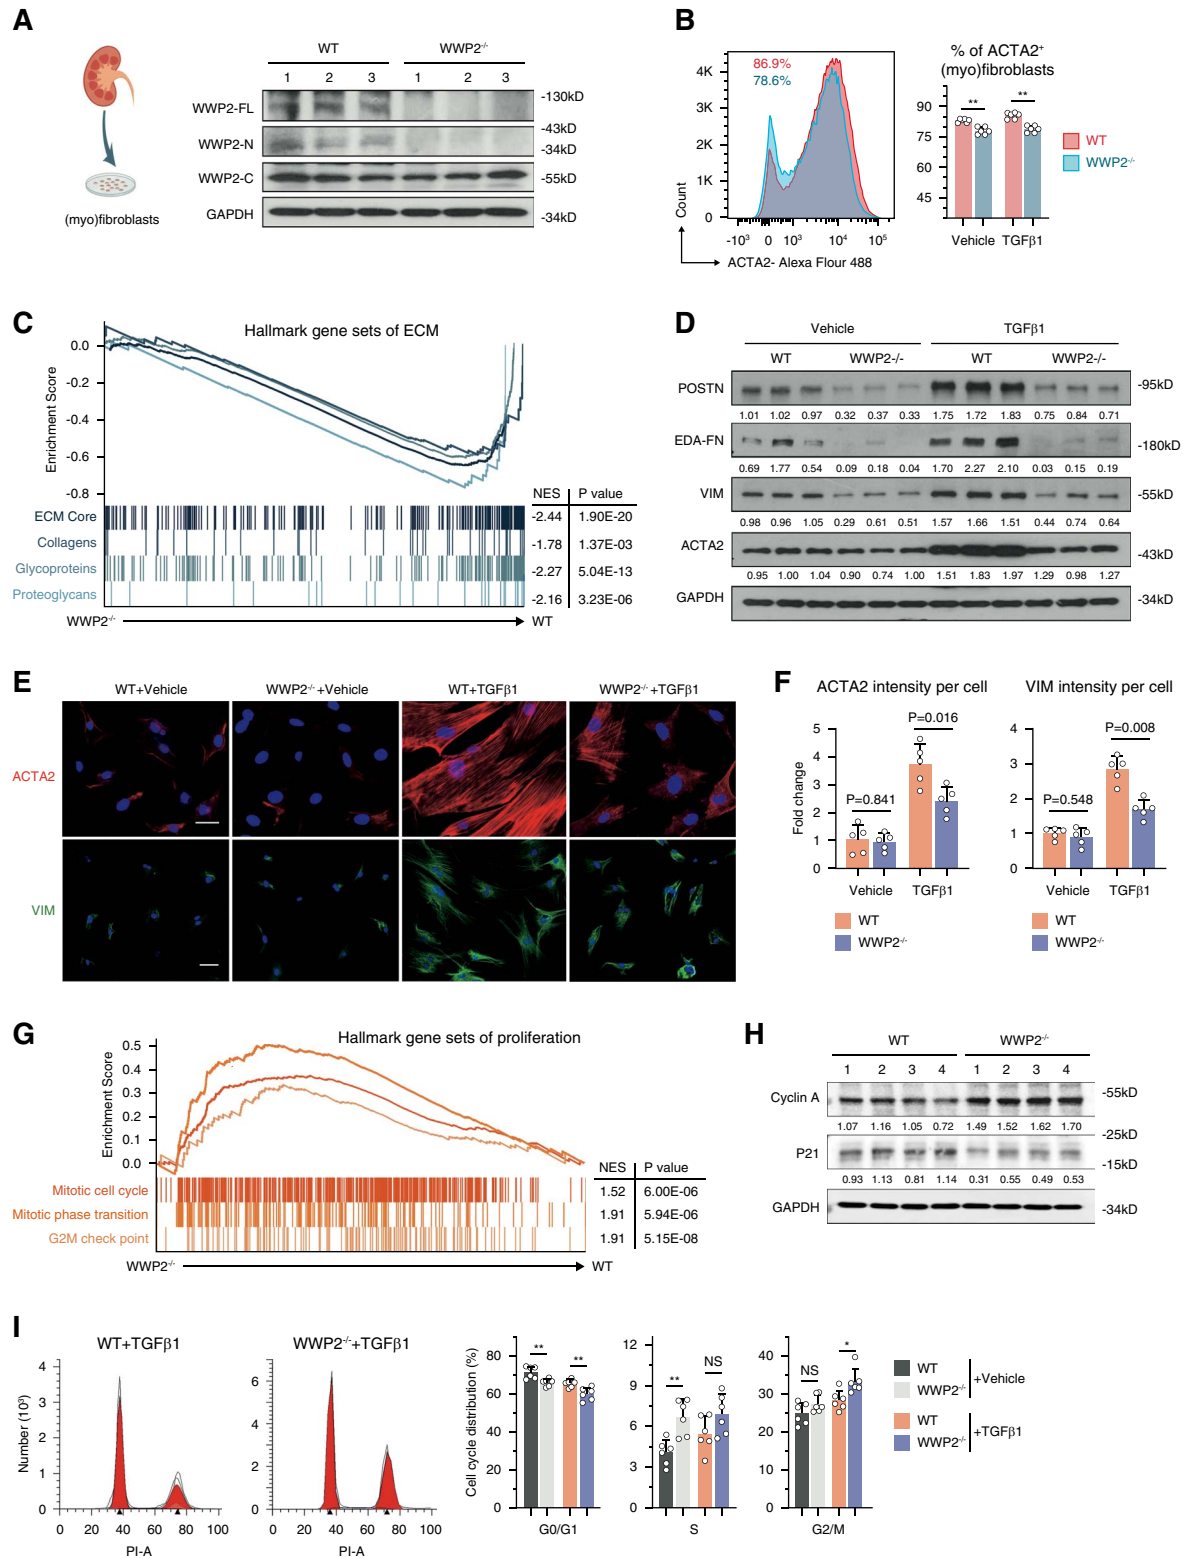 A
WT WWP2-/-
1 2 3 1 2 3
WWP2-FL -130kD
WWP2-N -43kD
-34kD
WWP2-C -55kD
GAPDH -34kD
(myo)fibroblasts
B
86.9%
78.6%
4K
3K
2K
1K
0
Count
-10³ 0 10³ 10⁴ 10⁵
ACTA2- Alexa Flour 488
% of ACTA2+
(myo)fibroblasts
90
75
60
45
** **
Vehicle TGFβ1
WT
WWP2-/-
C
Hallmark gene sets of ECM
Enrichment Score
0.0
-0.2
-0.4
-0.6
-0.8
NES P value
ECM Core -2.44 1.90E-20
Collagens -1.78 1.37E-03
Glycoproteins -2.27 5.04E-13
Proteoglycans -2.16 3.23E-06
WWP2-/- WT
D
Vehicle TGFβ1
WT WWP2-/- WT WWP2-/-
POSTN -95kD
1.01 1.02 0.97 0.32 0.37 0.33 1.75 1.72 1.83 0.75 0.84 0.71
EDA-FN -180kD
0.69 1.77 0.54 0.09 0.18 0.04 1.70 2.27 2.10 0.03 0.15 0.19
VIM -55kD
0.98 0.96 1.05 0.29 0.61 0.51 1.57 1.66 1.51 0.44 0.74 0.64
ACTA2 -43kD
0.95 1.00 1.04 0.90 0.74 1.00 1.51 1.83 1.97 1.29 0.98 1.27
GAPDH -34kD
E
WT+Vehicle WWP2-/-+Vehicle WT+TGFβ1 WWP2-/-+TGFβ1
ACTA2
VIM
F
ACTA2 intensity per cell
Fold change
5
4
3
2
1
0
P=0.841
P=0.016
Vehicle TGFβ1
WT
WWP2-/-
VIM intensity per cell
4
3
2
1
0
P=0.548
P=0.008
Vehicle TGFβ1
WT
WWP2-/-
G
Hallmark gene sets of proliferation
Enrichment Score
0.5
0.4
0.3
0.2
0.1
0.0
NES P value
Mitotic cell cycle 1.52 6.00E-06
Mitotic phase transition 1.91 5.94E-06
G2M check point 1.91 5.15E-08
WWP2-/- WT
H
WT WWP2-/-
1 2 3 4 1 2 3 4
Cyclin A -55kD
1.07 1.16 1.05 0.72 1.49 1.52 1.62 1.70
-25kD
P21 -15kD
0.93 1.13 0.81 1.14 0.31 0.55 0.49 0.53
GAPDH -34kD
I
WT+TGFβ1
Number (10³)
4
3
2
1
0
0 20 40 60 80 100
PI-A
WWP2-/-+TGFβ1
6
4
2
0
0 20 40 60 80 100
PI-A
Cell cycle distribution (%)
80
60
40
20
0
** **
G0/G1
12
9
6
3
0
** NS
S
40
30
20
10
0
NS *
G2/M
WT
WWP2-/-
+Vehicle
WT
WWP2-/-
+TGFβ1